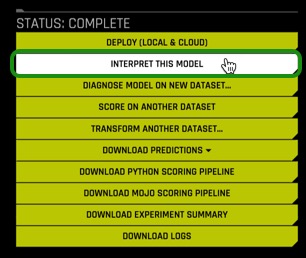 STATUS: COMPLETE
DEPLOY (LOCAL & CLOUD)
INTERPRET THIS MODEL
DIAGNOSE MODEL ON NEW DATASET...
SCORE ON ANOTHER DATASET
TRANSFORM ANOTHER DATASET...
DOWNLOAD PREDICTIONS
DOWNLOAD PYTHON SCORING PIPELINE
DOWNLOAD MOJO SCORING PIPELINE
DOWNLOAD EXPERIMENT SUMMARY
DOWNLOAD LOGS